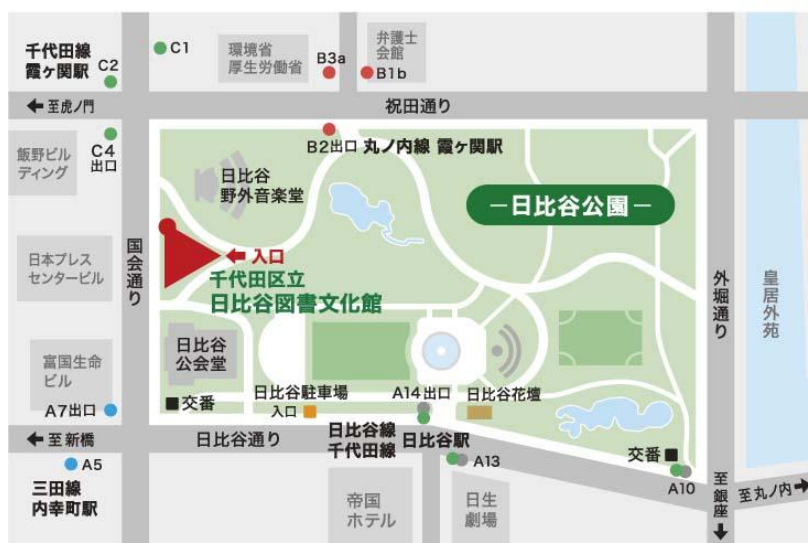 千代田線
霞ヶ関駅
C2
C1
環境省
厚生労働省
B3a
弁護士
会館
B1b
←至虎ノ門
祝田通り
飯野ビル
ディング
C4
出口
B2出口 丸ノ内線 霞ヶ関駅
日比谷
野外音楽堂
－日比谷公園－
日本プレス
センタービル
国会通り
←入口
千代田区立
日比谷図書文化館
外堀通り
皇居外苑
富国生命
ビル
日比谷
公会堂
A7出口
■交番
日比谷駐車場
入口
A14出口
日比谷花壇
←至新橋
日比谷通り
日比谷線
千代田線
日比谷駅
交番■
A5
A13
A10
三田線
内幸町駅
帝国
ホテル
日生
劇場
至銀座↓
至丸ノ内→